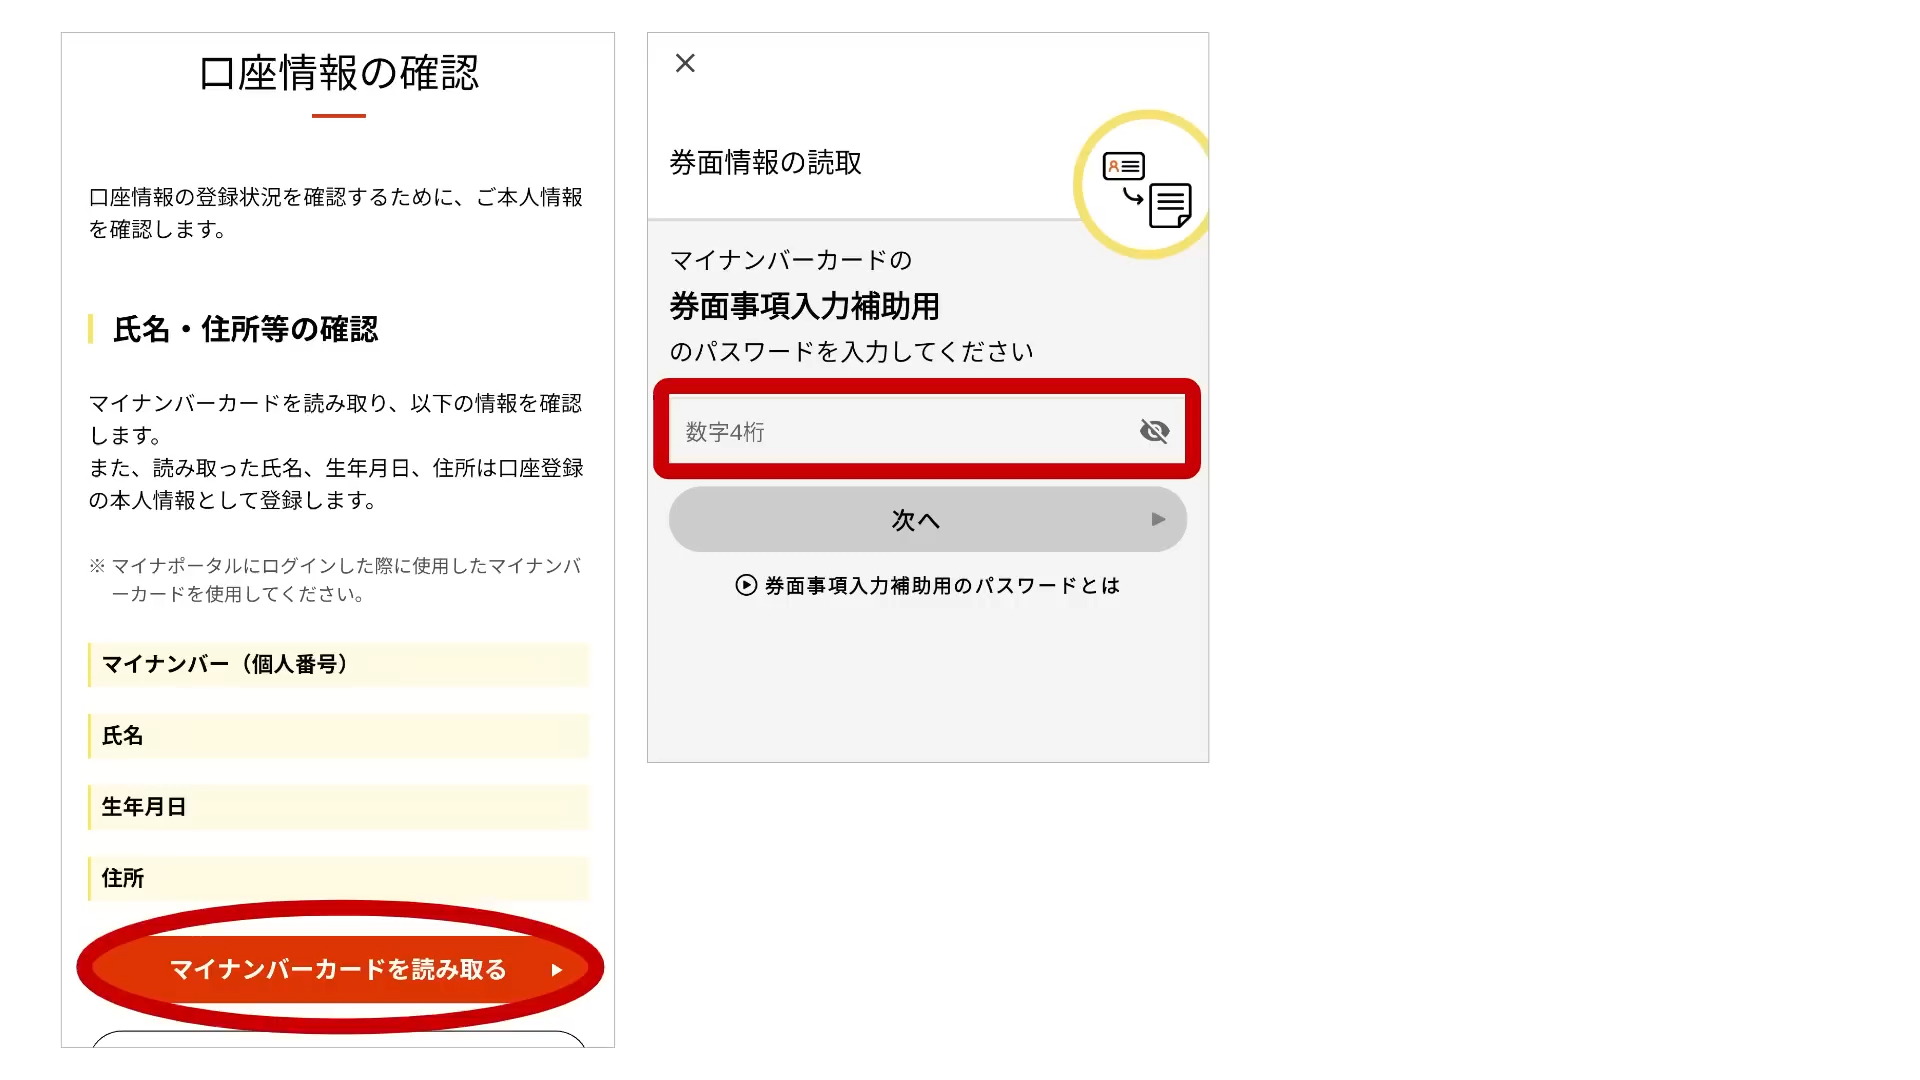 口座情報の確認
口座情報の登録状況を確認するために、ご本人情報
を確認します。
氏名・住所等の確認
マイナンバーカードを読み取り、以下の情報を確認
します。
また、読み取った氏名、生年月日、住所は口座登録
の本人情報として登録します。
※ マイナポータルにログインした際に使用したマイナンバ
ーカードを使用してください。
マイナンバー（個人番号）
氏名
生年月日
住所
マイナンバーカードを読み取る
券面情報の読取
マイナンバーカードの
券面事項入力補助用
のパスワードを入力してください
数字4桁
次へ
券面事項入力補助用のパスワードとは